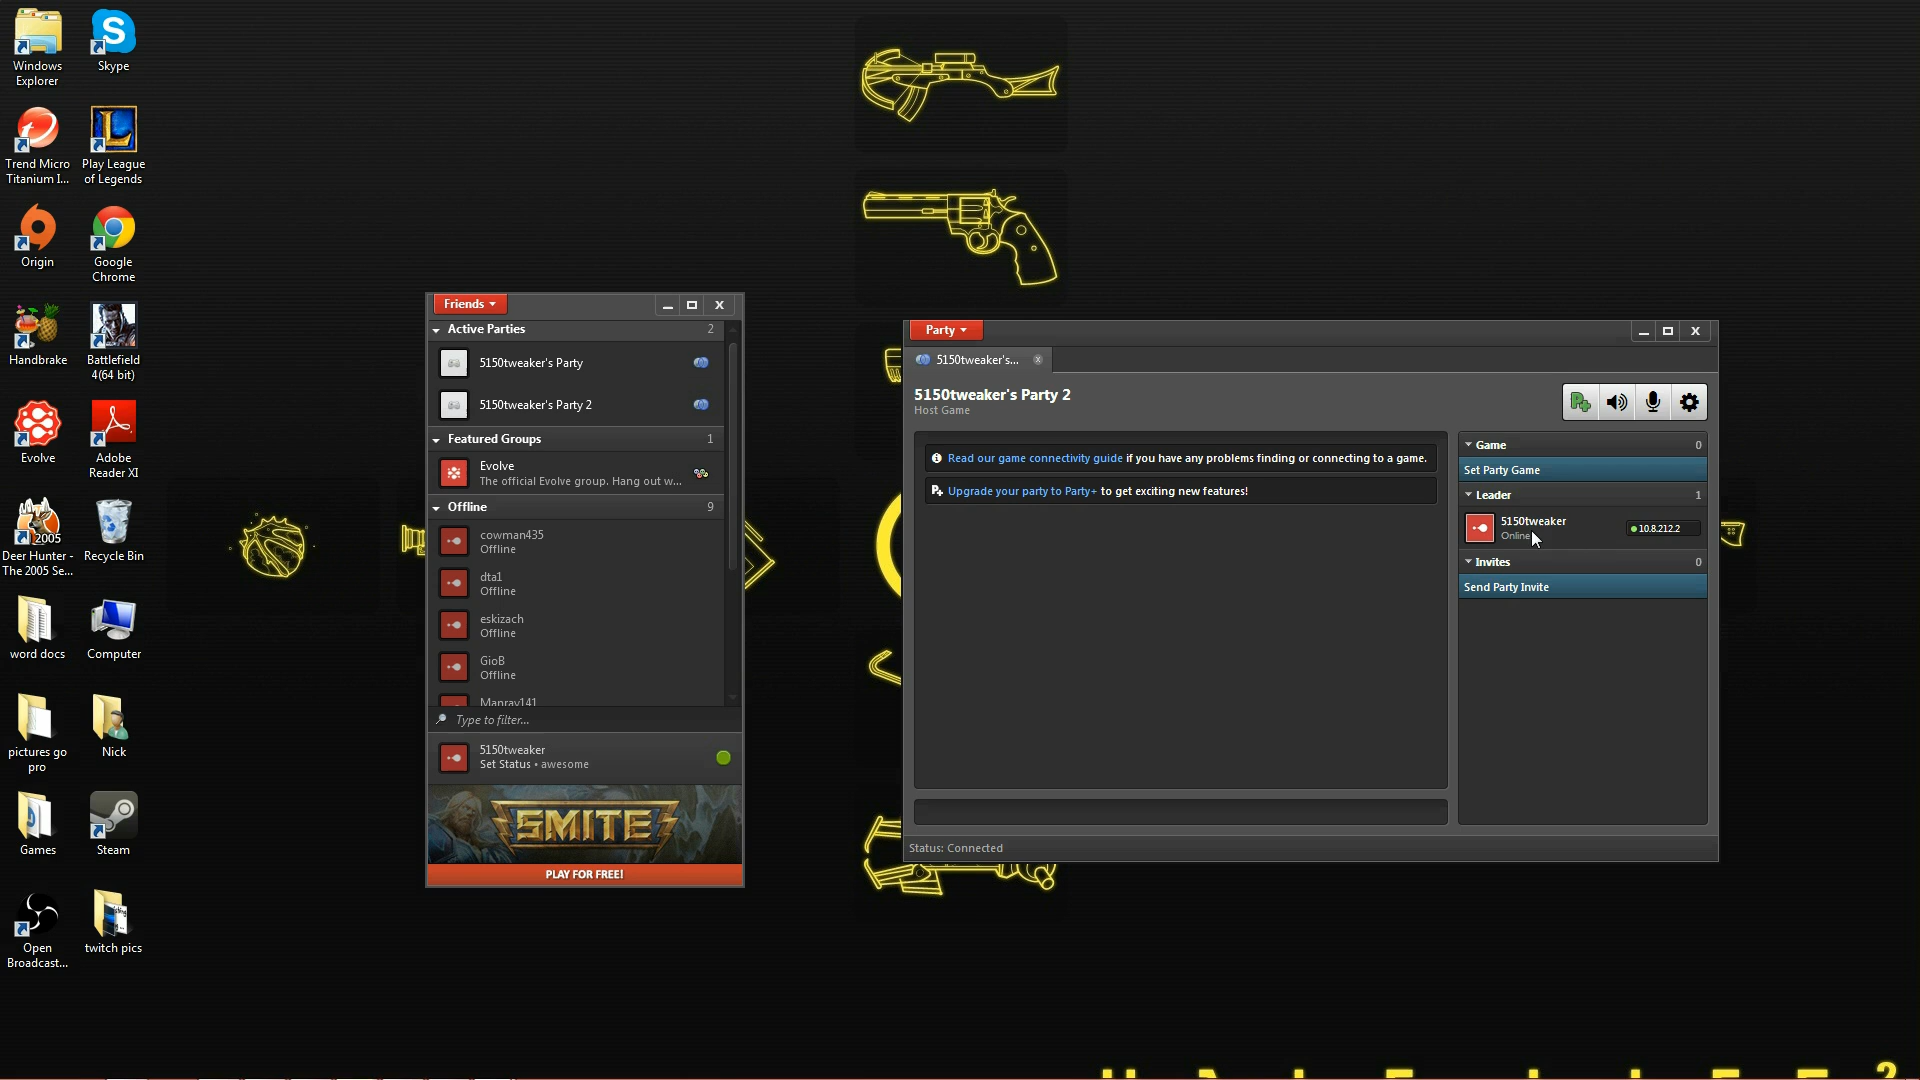 Windows
Explorer
Skype
Trend Micro
Titanium I...
Play League
of Legends
Origin
Google
Chrome
Handbrake
Battlefield
4(64 bit)
Evolve
Adobe
Reader XI
2005
Deer Hunter -
The 2005 Se...
Recycle Bin
word docs
Computer
pictures go
pro
Nick
Games
Steam
Open
Broadcast...
twitch pics
Friends
Active Parties 2
5150tweaker's Party
5150tweaker's Party 2
Featured Groups 1
Evolve
The official Evolve group. Hang out w...
Offline 9
cowman435
Offline
dta1
Offline
eskizach
Offline
GioB
Offline
Manray141
Type to filter...
5150tweaker
Set Status • awesome
SMITE
PLAY FOR FREE!
Party
5150tweaker's...
5150tweaker's Party 2
Host Game
Read our game connectivity guide if you have any problems finding or connecting to a game.
Upgrade your party to Party+ to get exciting new features!
Game 0
Set Party Game
Leader 1
5150tweaker
Online
10.8.212.2
Invites 0
Send Party Invite
Status: Connected